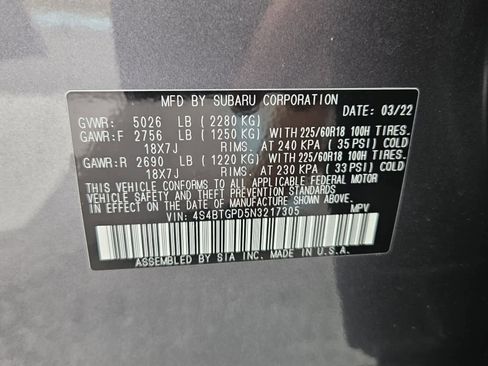 MFD BY SUBARU CORPORATION DATE: 03/22
GVWR: 5026 LB (2280 KG)
GAWR:F 2756 LB (1250 KG) WITH 225/60R18 100H TIRES.
18X7J RIMS. AT 240 KPA (35 PSI) COLD
GAWR:R 2690 LB (1220 KG) WITH 225/60R18 100H TIRES.
18X7J RIMS. AT 230 KPA (33 PSI) COLD
THIS VEHICLE CONFORMS TO ALL APPLICABLE FEDERAL MOTOR
VEHICLE SAFETY AND THEFT PREVENTION STANDARDS
IN EFFECT ON THE DATE OF MANUFACTURE SHOWN ABOVE.
VIN: 4S4BTGPD5N3217305 MPV
ASSEMBLED BY SIA INC. MADE IN U.S.A.